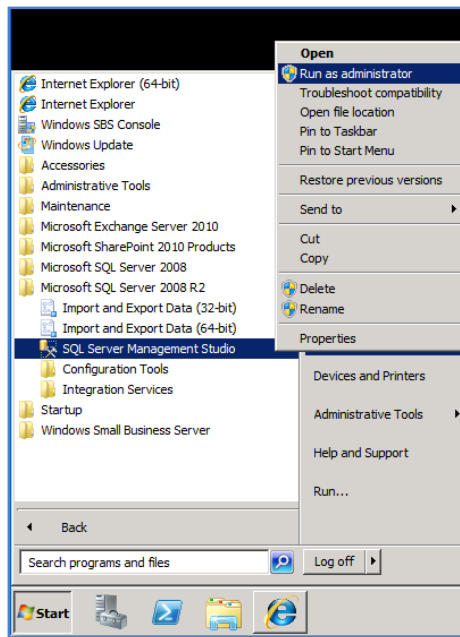 Internet Explorer (64-bit)
Internet Explorer
Windows SBS Console
Windows Update
Accessories
Administrative Tools
Maintenance
Microsoft Exchange Server 2010
Microsoft SharePoint 2010 Products
Microsoft SQL Server 2008
Microsoft SQL Server 2008 R2
Import and Export Data (32-bit)
Import and Export Data (64-bit)
SQL Server Management Studio
Configuration Tools
Integration Services
Startup
Windows Small Business Server
Back
Search programs and files
Open
Run as administrator
Troubleshoot compatibility
Open file location
Pin to Taskbar
Pin to Start Menu
Restore previous versions
Send to
Cut
Copy
Delete
Rename
Properties
Devices and Printers
Administrative Tools
Help and Support
Run...
Log off
Start